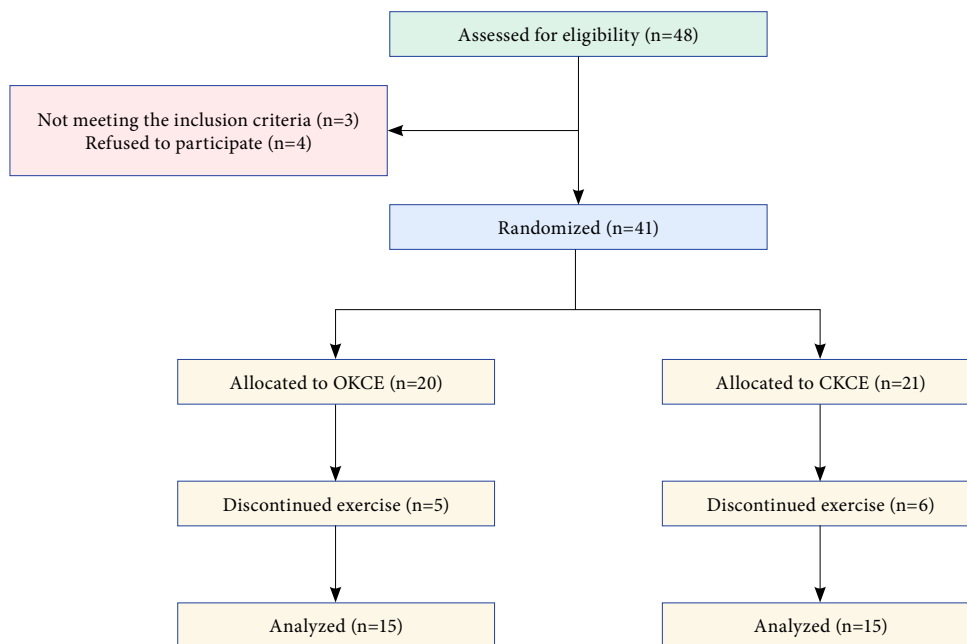 Assessed for eligibility (n=48)
Not meeting the inclusion criteria (n=3)
Refused to participate (n=4)
Randomized (n=41)
Allocated to OKCE (n=20)
Allocated to CKCE (n=21)
Discontinued exercise (n=5)
Discontinued exercise (n=6)
Analyzed (n=15)
Analyzed (n=15)